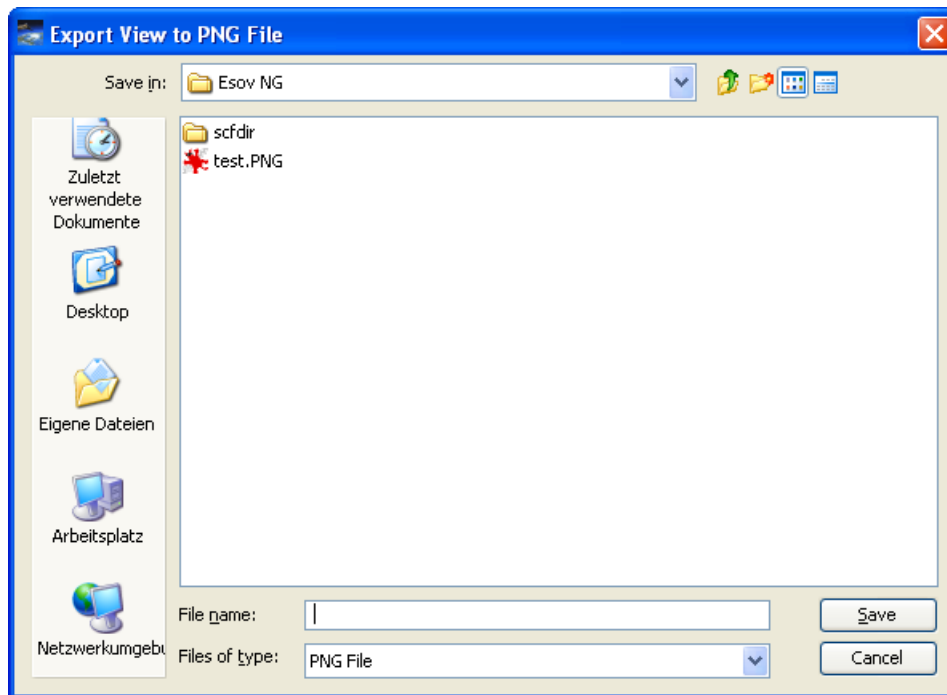 Export View to PNG File
Save in:
Esov NG
scfdir
test.PNG
Zuletzt
verwendete
Dokumente
Desktop
Eigene Dateien
Arbeitsplatz
Netzwerkumgebu
File name:
Save
Files of type:
PNG File
Cancel